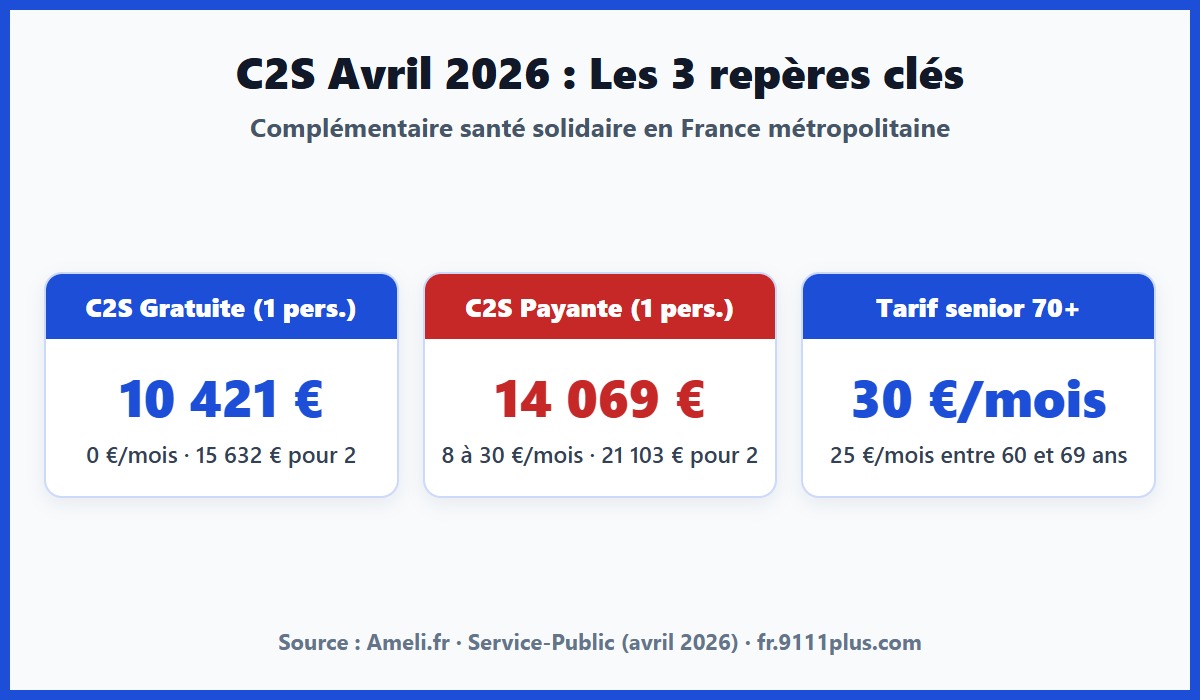 C2S Avril 2026 : Les 3 repères clés
Complémentaire santé solidaire en France métropolitaine
C2S Gratuite (1 pers.)
10 421 €
0 €/mois · 15 632 € pour 2
C2S Payante (1 pers.)
14 069 €
8 à 30 €/mois · 21 103 € pour 2
Tarif senior 70+
30 €/mois
25 €/mois entre 60 et 69 ans
Source : Ameli.fr · Service-Public (avril 2026) · fr.9111plus.com